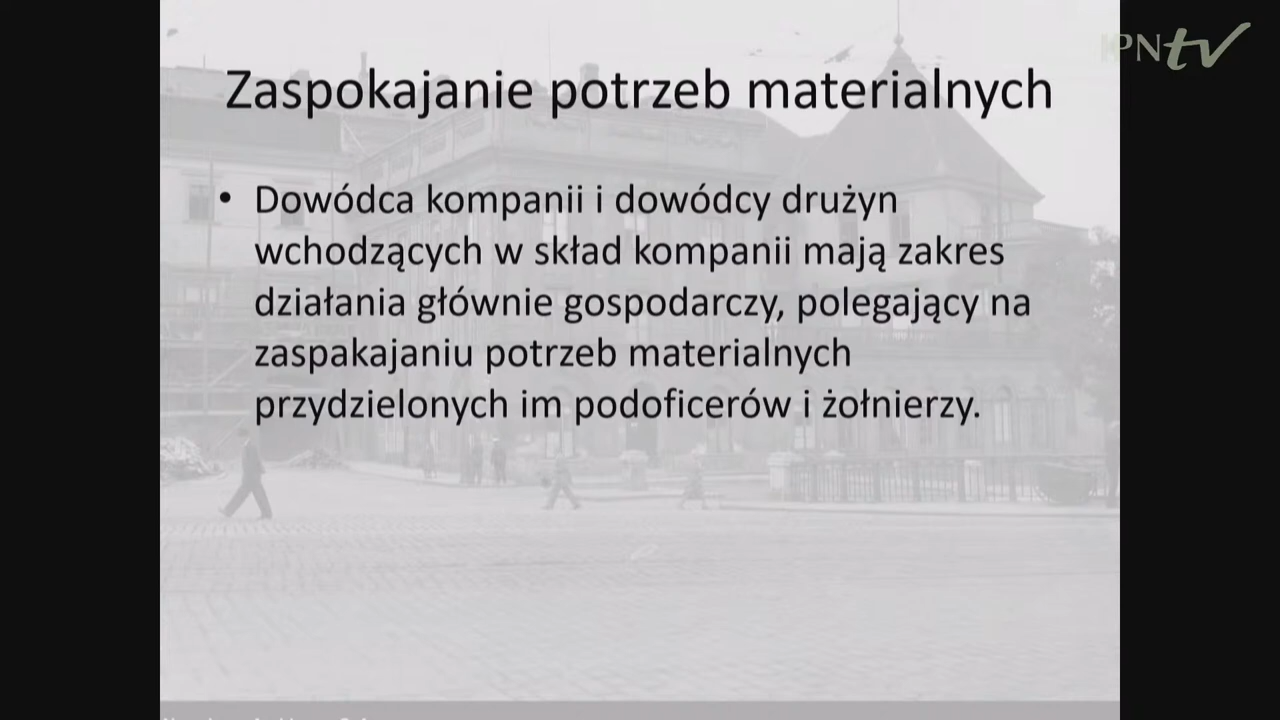 KPNtv
Zaspokajanie potrzeb materialnych
• Dowódca kompanii i dowódcy drużyn
wchodzących w skład kompanii mają zakres
działania głównie gospodarczy, polegający na
zaspakajaniu potrzeb materialnych
przydzielonych im podoficerów i żołnierzy.